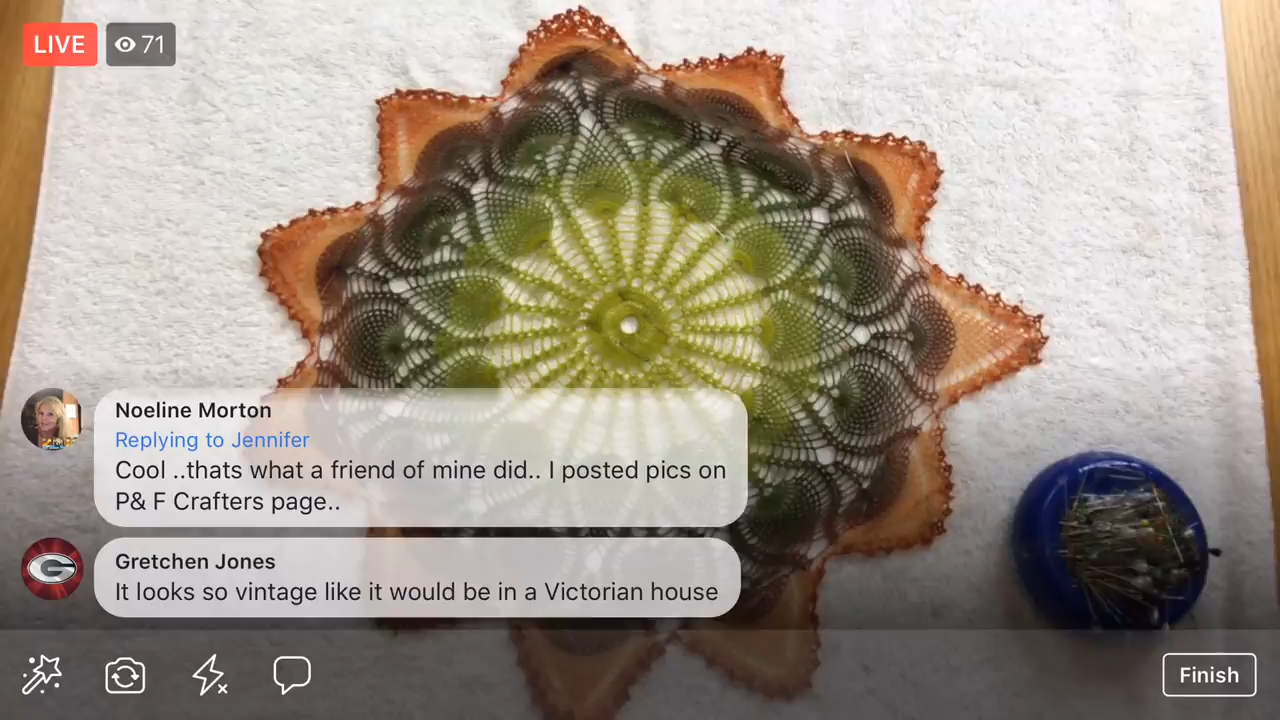 LIVE 71
Noeline Morton
Replying to Jennifer
Cool ..thats what a friend of mine did.. I posted pics on
P& F Crafters page..
Gretchen Jones
It looks so vintage like it would be in a Victorian house
Finish